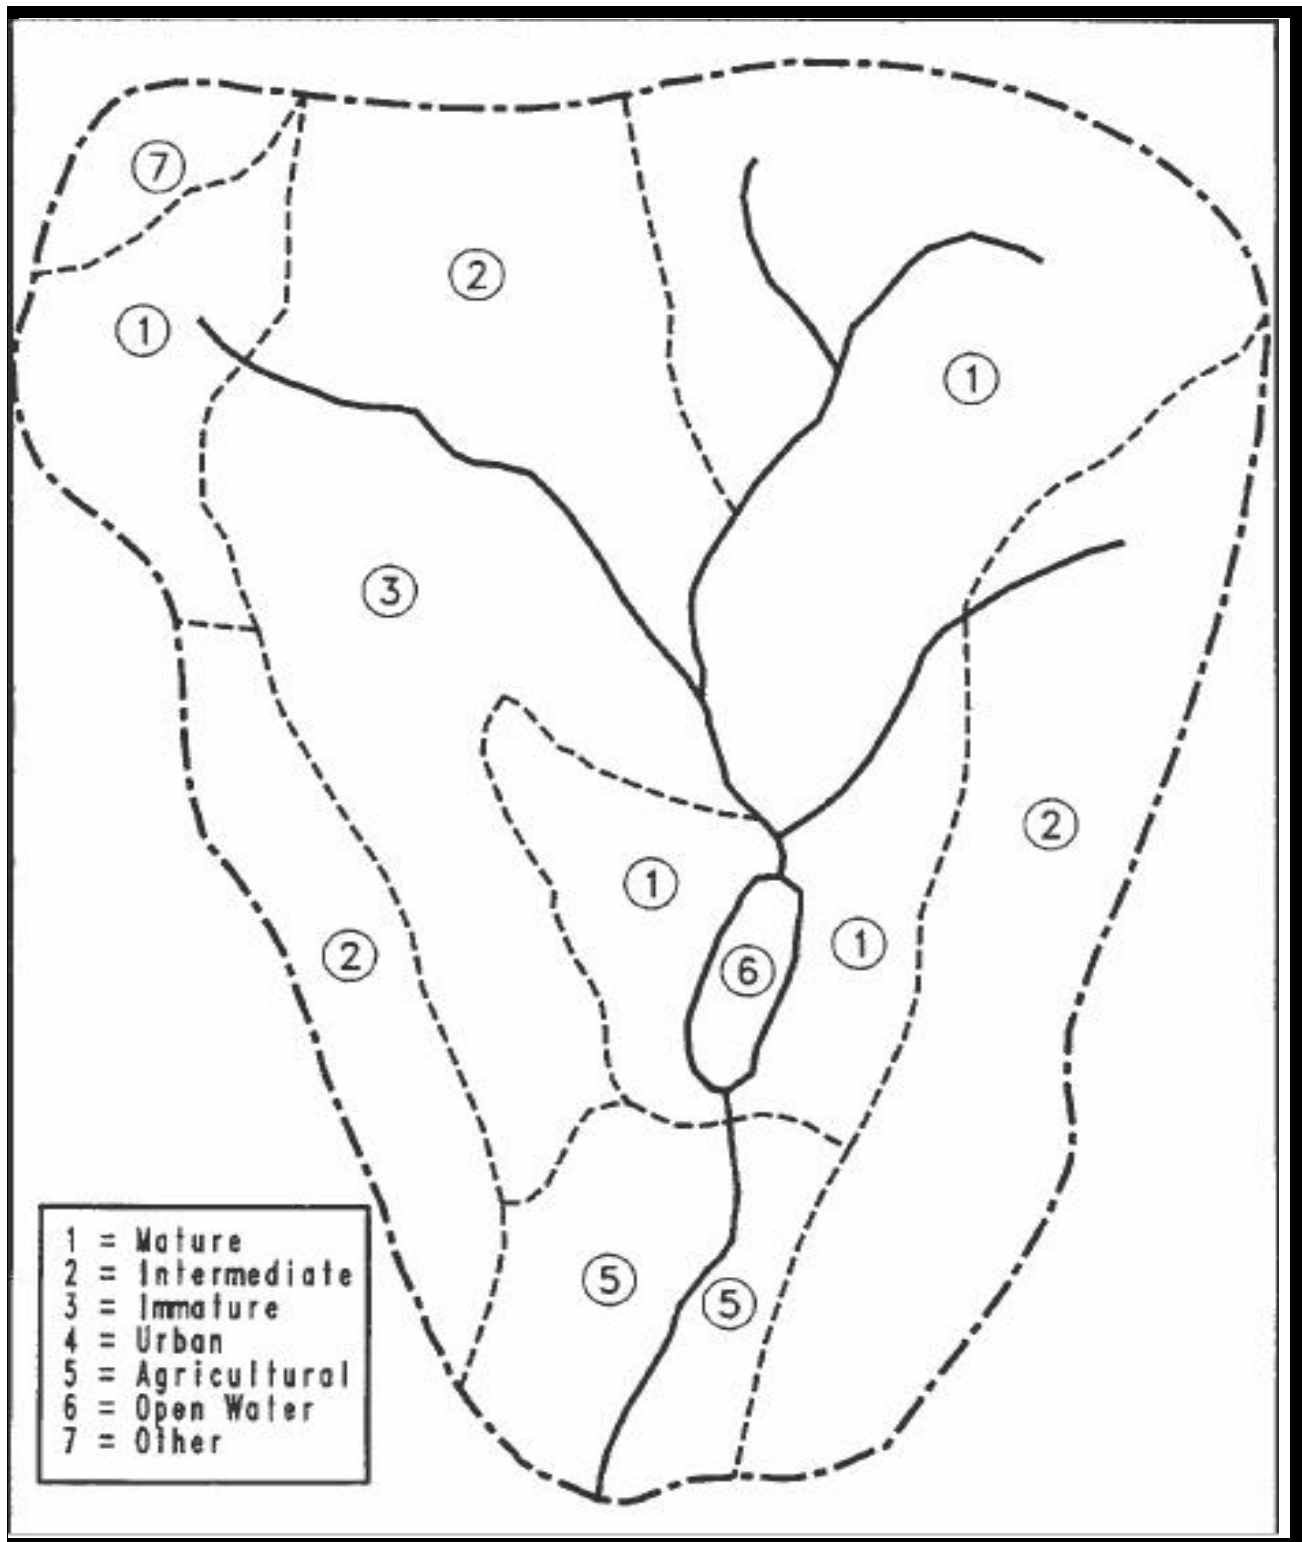 7
2
1
1
3
2
1
1
2
6
5
5
1 = Mature
2 = Intermediate
3 = Immature
4 = Urban
5 = Agricultural
6 = Open Water
7 = Other